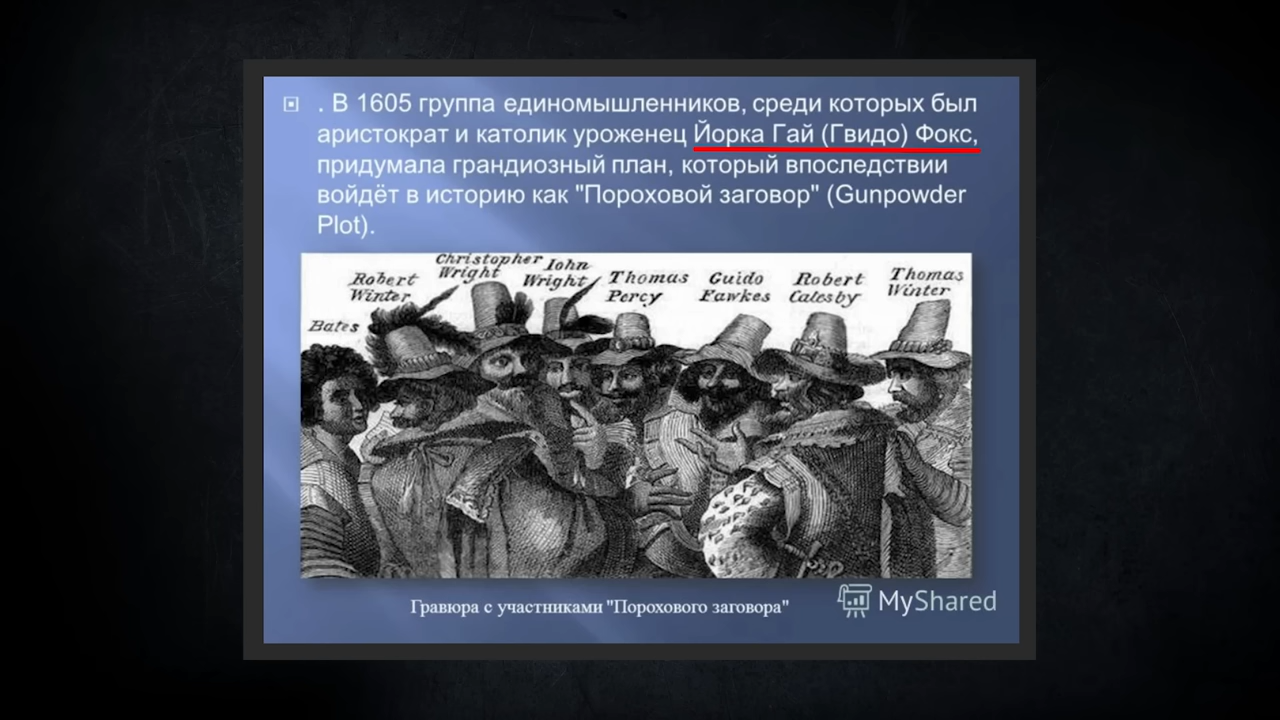 . В 1605 группа единомышленников, среди которых был
аристократ и католик уроженец Йорка Гай (Гвидо) Фокс,
придумала грандиозный план, который впоследствии
войдёт в историю как "Пороховой заговор" (Gunpowder
Plot).
Bates
Robert
Winter
Christopher
Wright
Iohn
Wright
Thomas
Percy
Guido
Fawkes
Robert
Catesby
Thomas
Winter
Гравюра с участниками "Порохового заговора"
MyShared